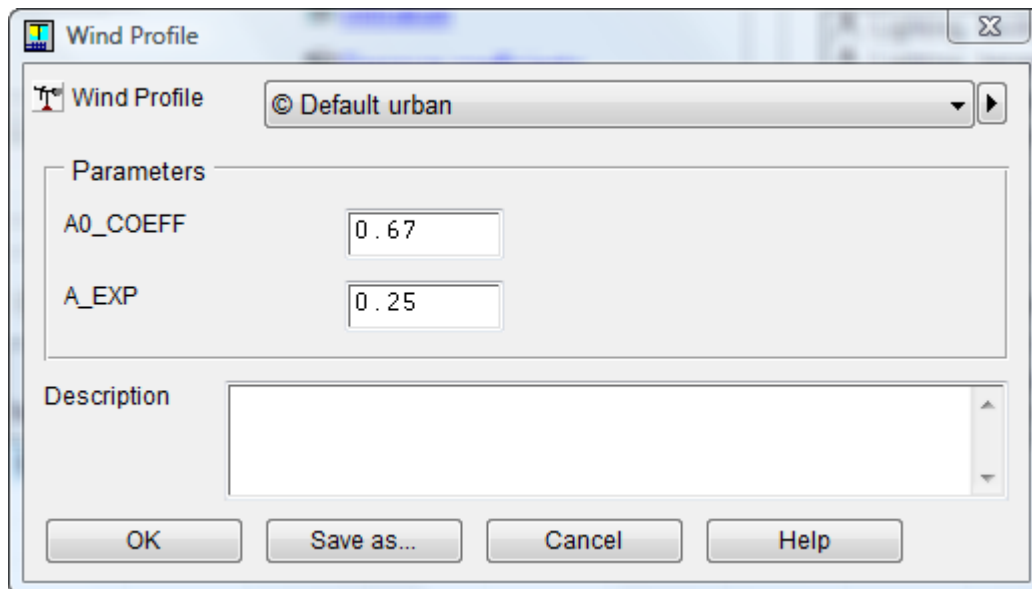 Wind Profile
Wind Profile
© Default urban
Parameters
A0_COEFF
0.67
A_EXP
0.25
Description
OK
Save as...
Cancel
Help